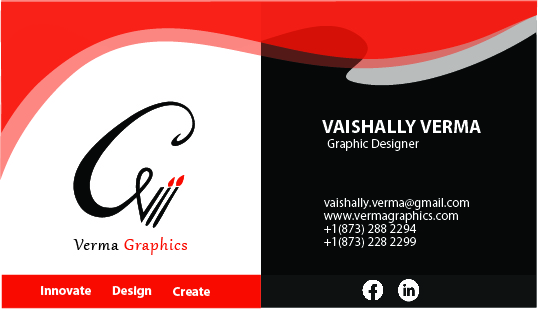 Verma Graphics
Innovate Design Create
VAISHALLY VERMA
Graphic Designer
vaishally.verma@gmail.com
www.vermagraphics.com
+1(873) 288 2294
+1(873) 228 2299